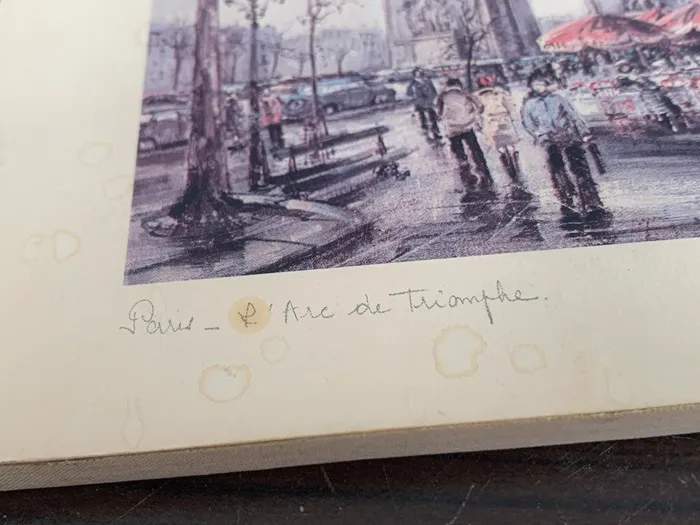 Paris - L'Arc de Triomphe.